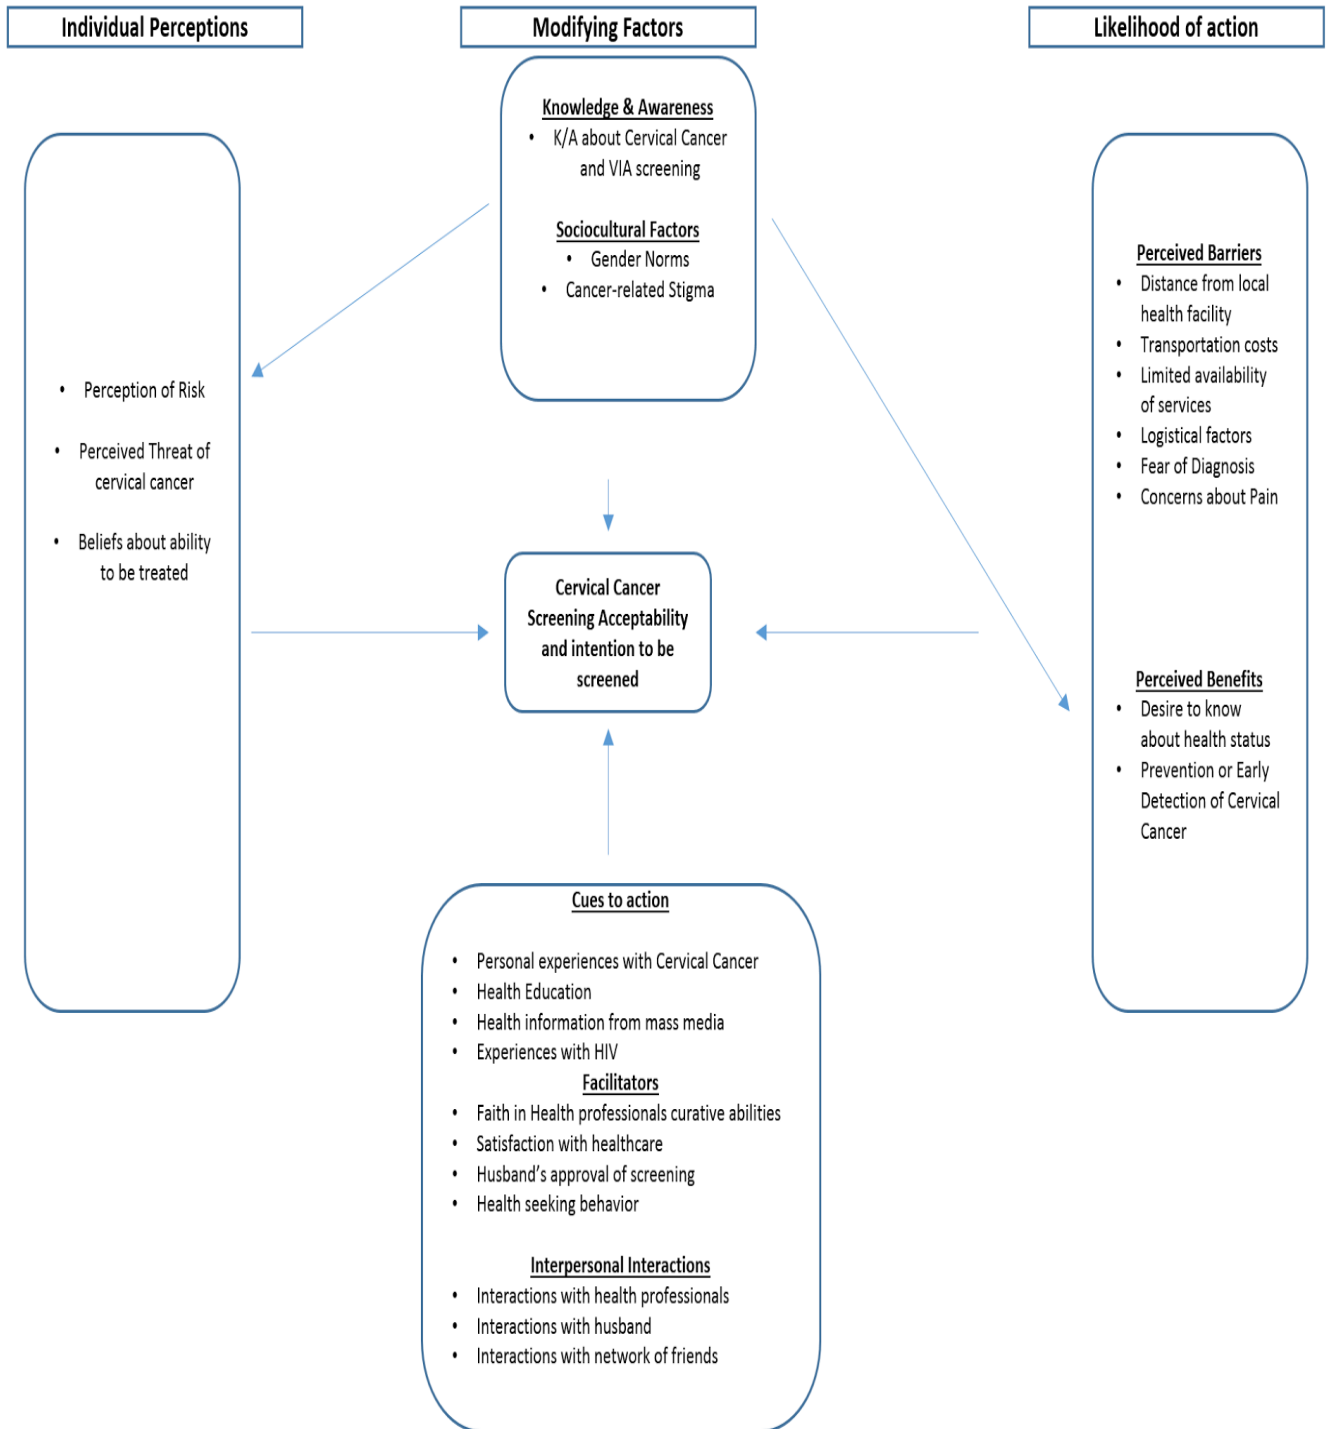 Individual Perceptions
Modifying Factors
Likelihood of action
Knowledge & Awareness
• K/A about Cervical Cancer
and VIA screening
Sociocultural Factors
• Gender Norms
• Cancer-related Stigma
• Perception of Risk
• Perceived Threat of
cervical cancer
• Beliefs about ability
to be treated
Perceived Barriers
• Distance from local
health facility
• Transportation costs
• Limited availability
of services
• Logistical factors
• Fear of Diagnosis
• Concerns about Pain
Perceived Benefits
• Desire to know
about health status
• Prevention or Early
Detection of Cervical
Cancer
Cervical Cancer
Screening Acceptability
and intention to be
screened
Cues to action
• Personal experiences with Cervical Cancer
• Health Education
• Health information from mass media
• Experiences with HIV
Facilitators
• Faith in Health professionals curative abilities
• Satisfaction with healthcare
• Husband’s approval of screening
• Health seeking behavior
Interpersonal Interactions
• Interactions with health professionals
• Interactions with husband
• Interactions with network of friends